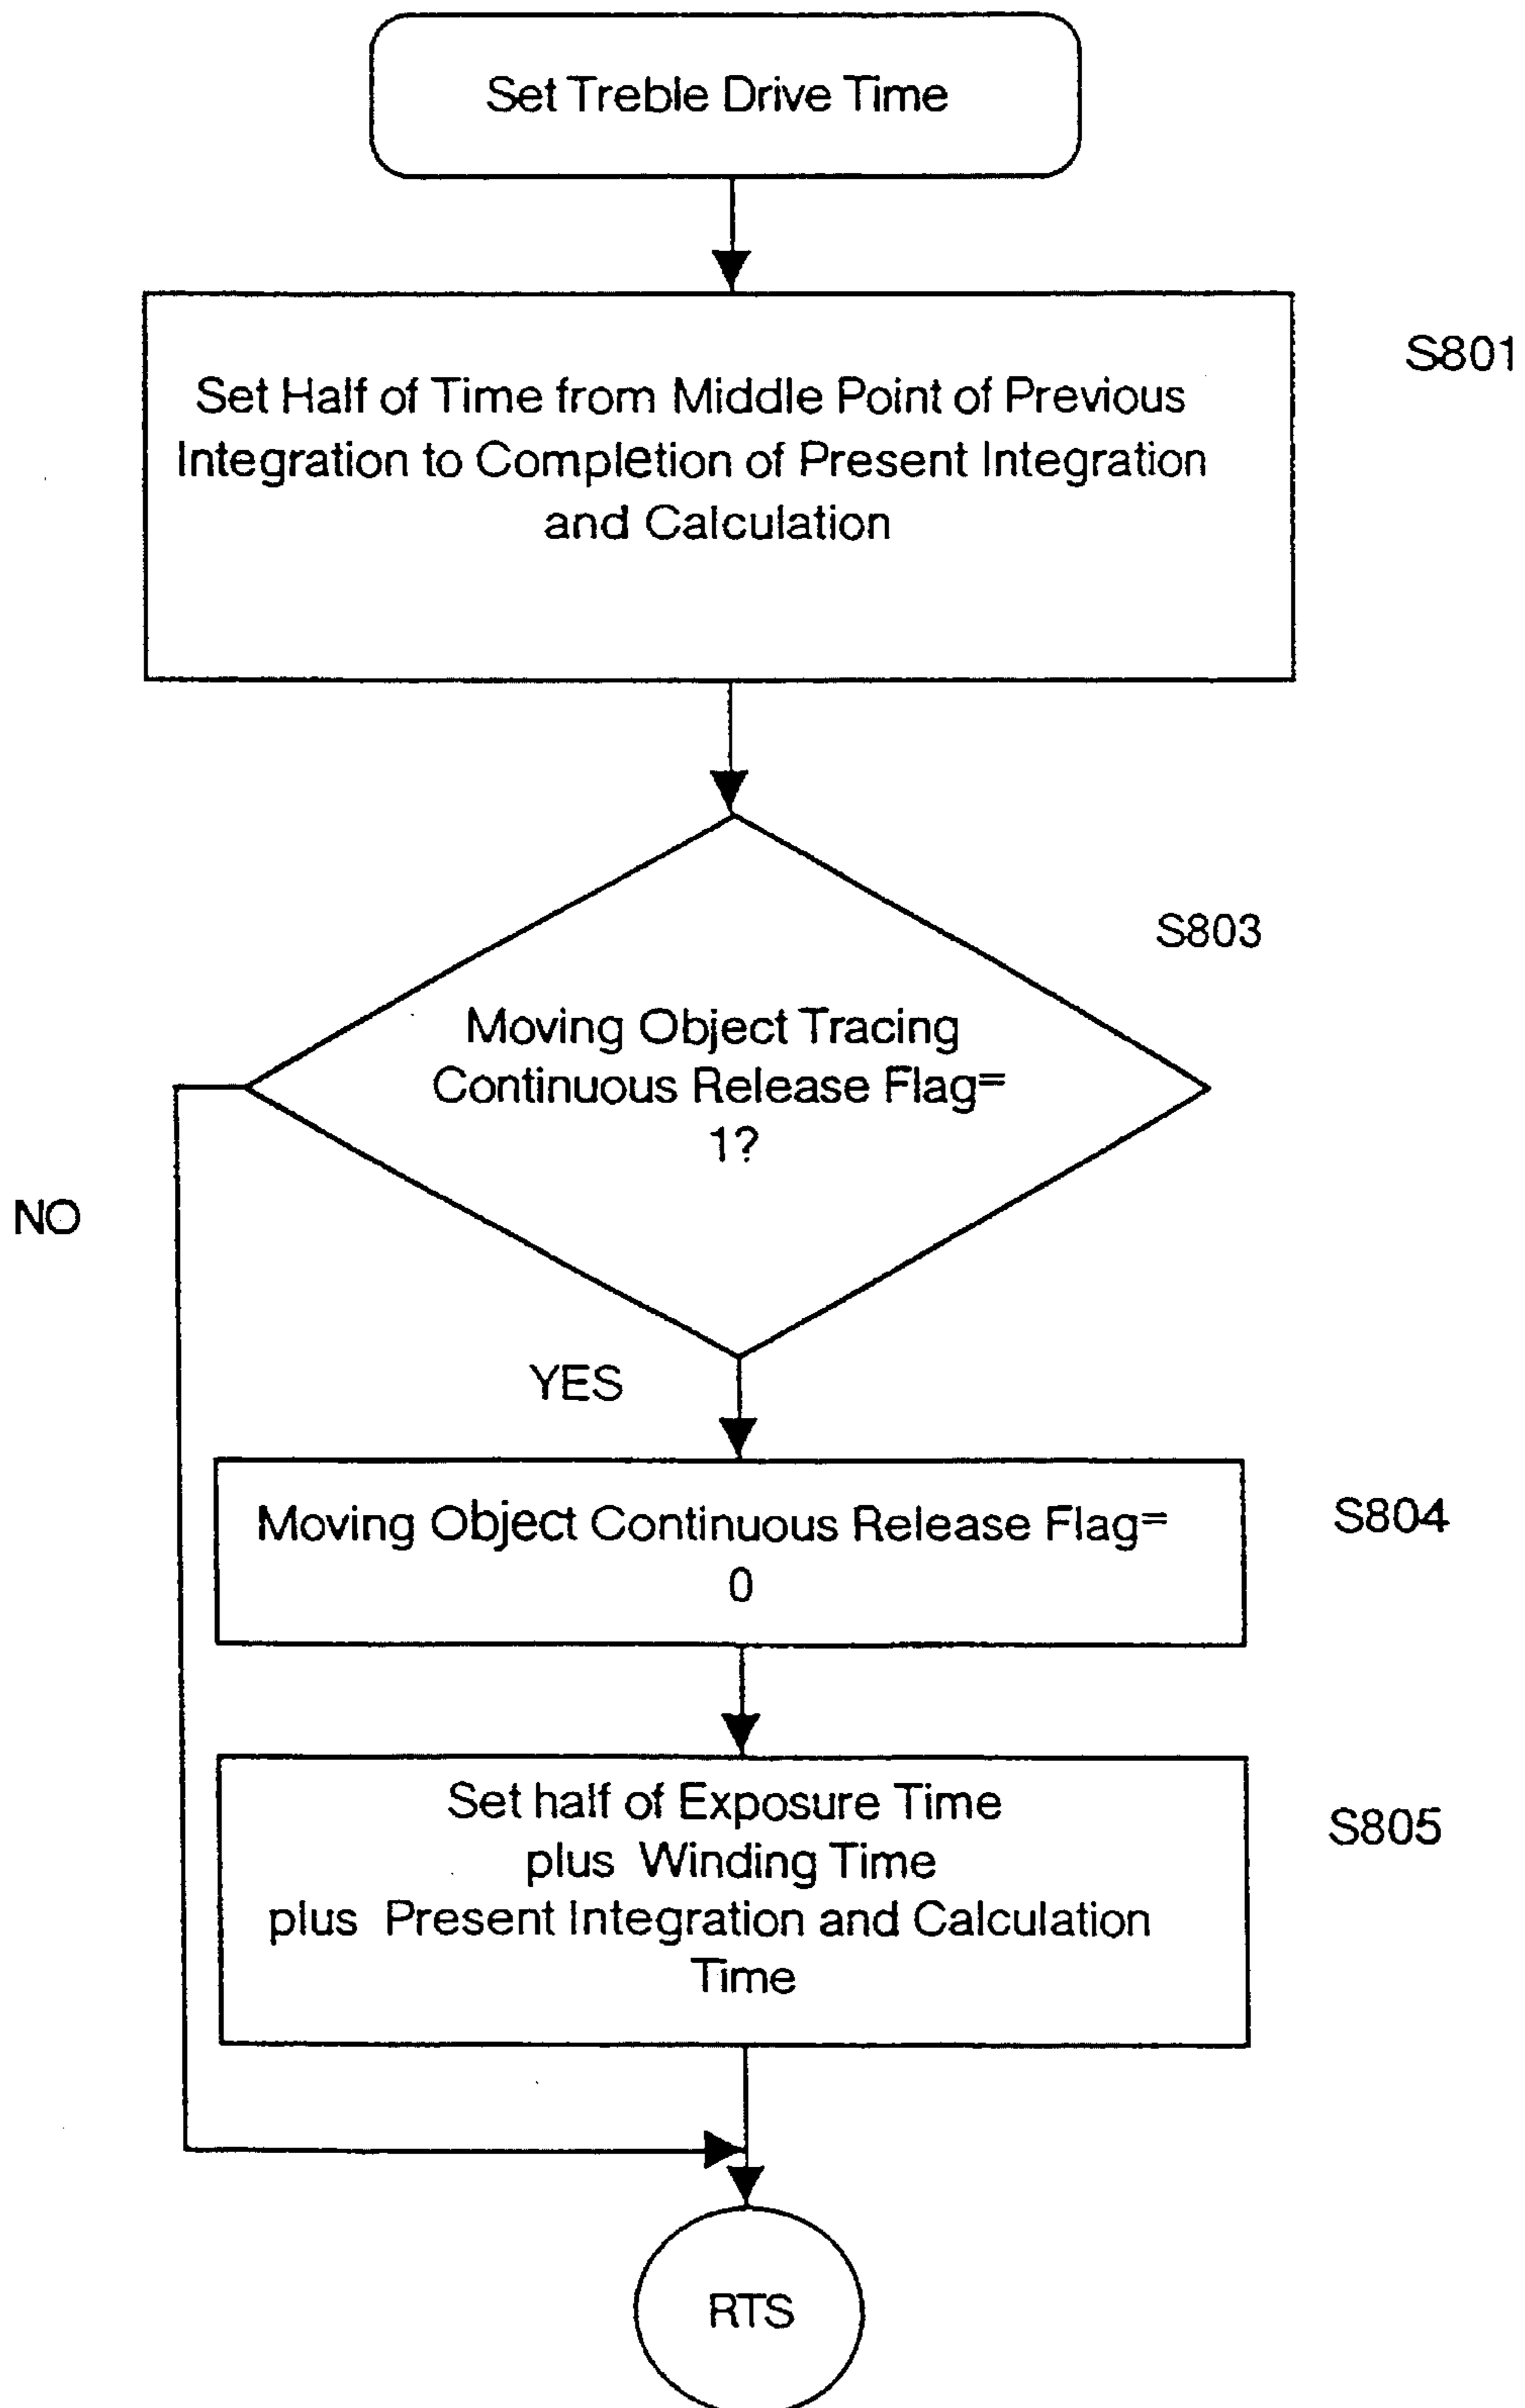 Set Treble Drive Time
S801
Set Half of Time from Middle Point of Previous
Integration to Completion of Present Integration
and Calculation
S803
Moving Object Tracing
Continuous Release Flag=
1?
NO
YES
Moving Object Continuous Release Flag=
0
S804
Set half of Exposure Time
plus Winding Time
plus Present Integration and Calculation
Time
S805
RTS